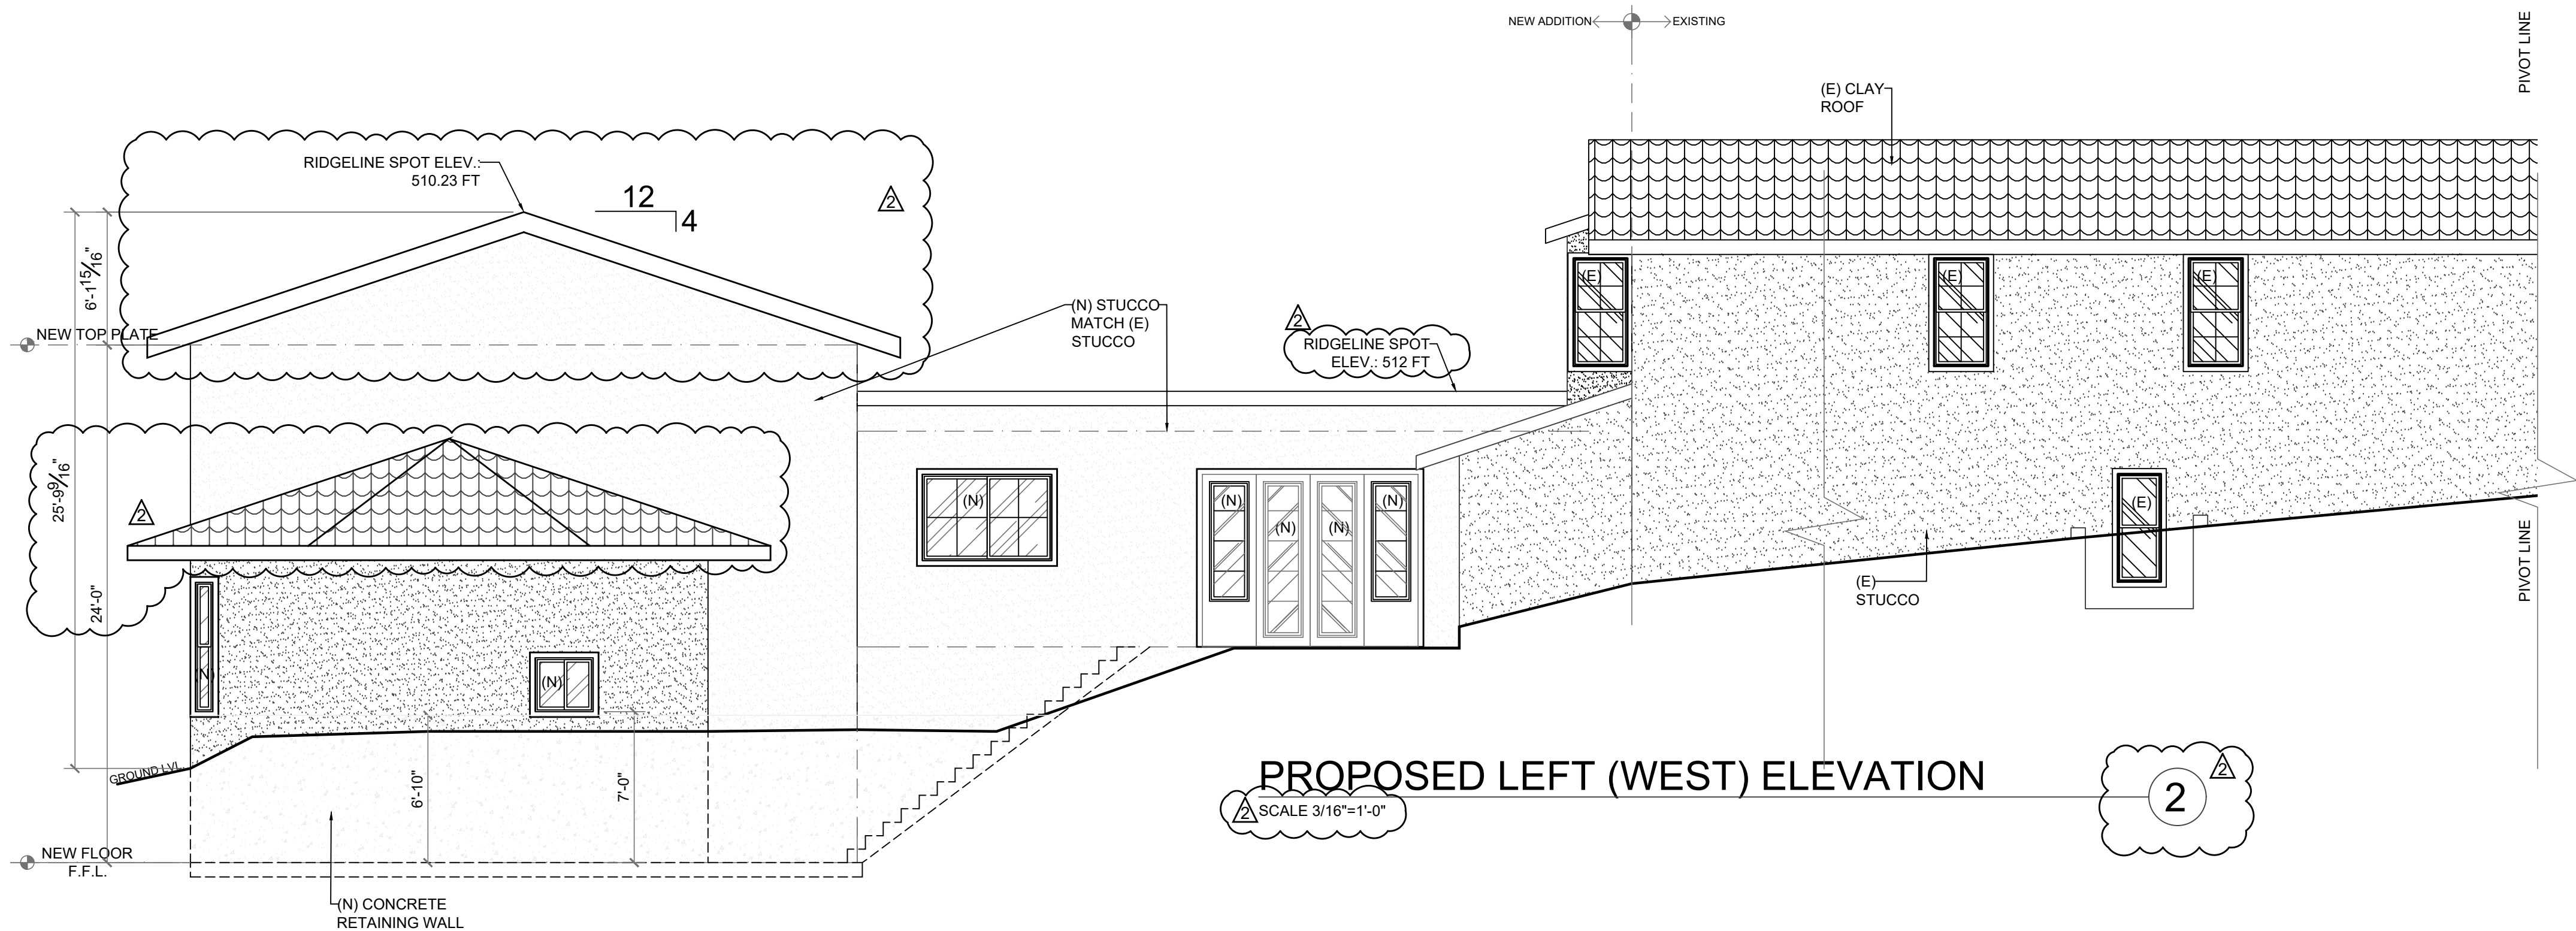 NEW ADDITION
EXISTING
PIVOT LINE
(E) CLAY
ROOF
RIDGELINE SPOT ELEV.:
510.23 FT
12
4
2
6'-1 15/16"
NEW TOP PLATE
(N) STUCCO
MATCH (E)
STUCCO
2
RIDGELINE SPOT
ELEV.: 512 FT
(E)
(E)
(E)
25'-9 9/16"
2
24'-0"
(N)
(N)
(N)
(N)
(N)
(N)
(N)
(E)
(E)
STUCCO
PIVOT LINE
GROUND LVL.
6'-10"
7'-0"
PROPOSED LEFT (WEST) ELEVATION
2
SCALE 3/16"=1'-0"
2
2
NEW FLOOR
F.F.L.
(N) CONCRETE
RETAINING WALL